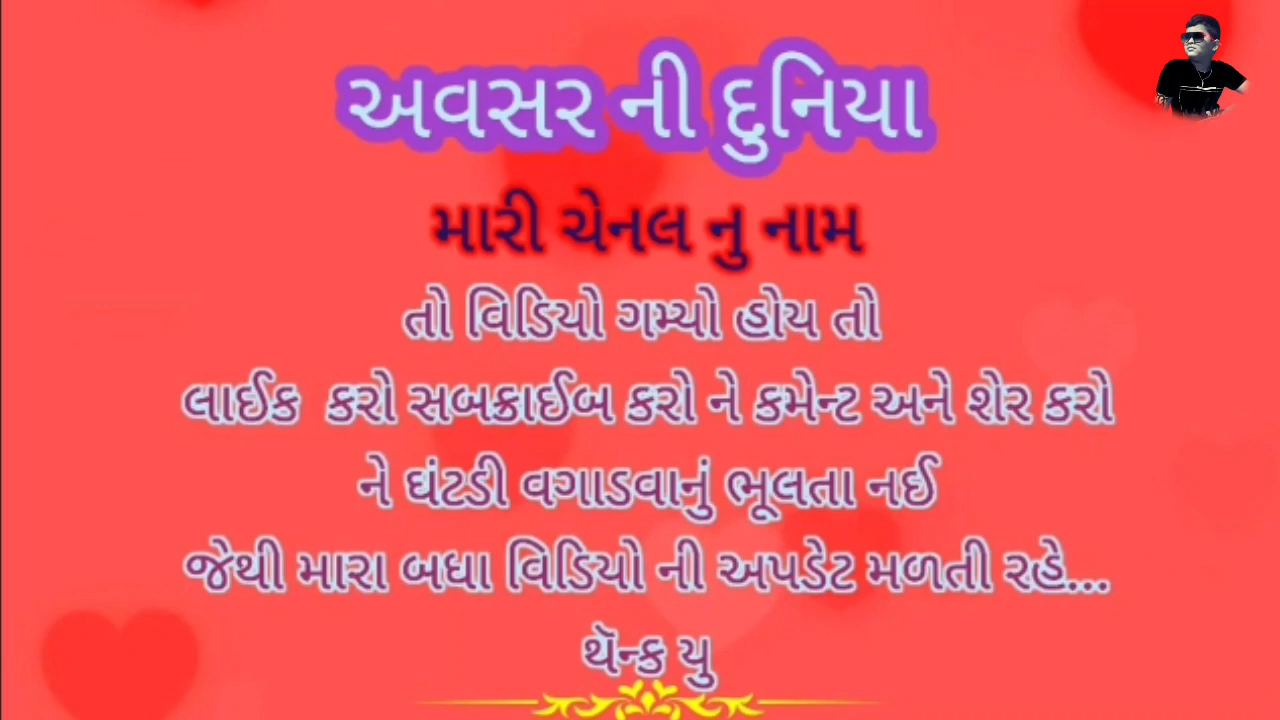 અવસર ની દુનિયા
મારી ચેનલ નુ નામ
તો વિડિયો ગમ્યો હોય તો
લાઈક કરો સબક્રાઈબ કરો ને કમેન્ટ અને શેર કરો
ને ઘંટડી વગાડવાનું ભૂલતા નઈ
જેથી મારા બધા વિડિયો ની અપડેટ મળતી રહે...
થૅન્ક યુ